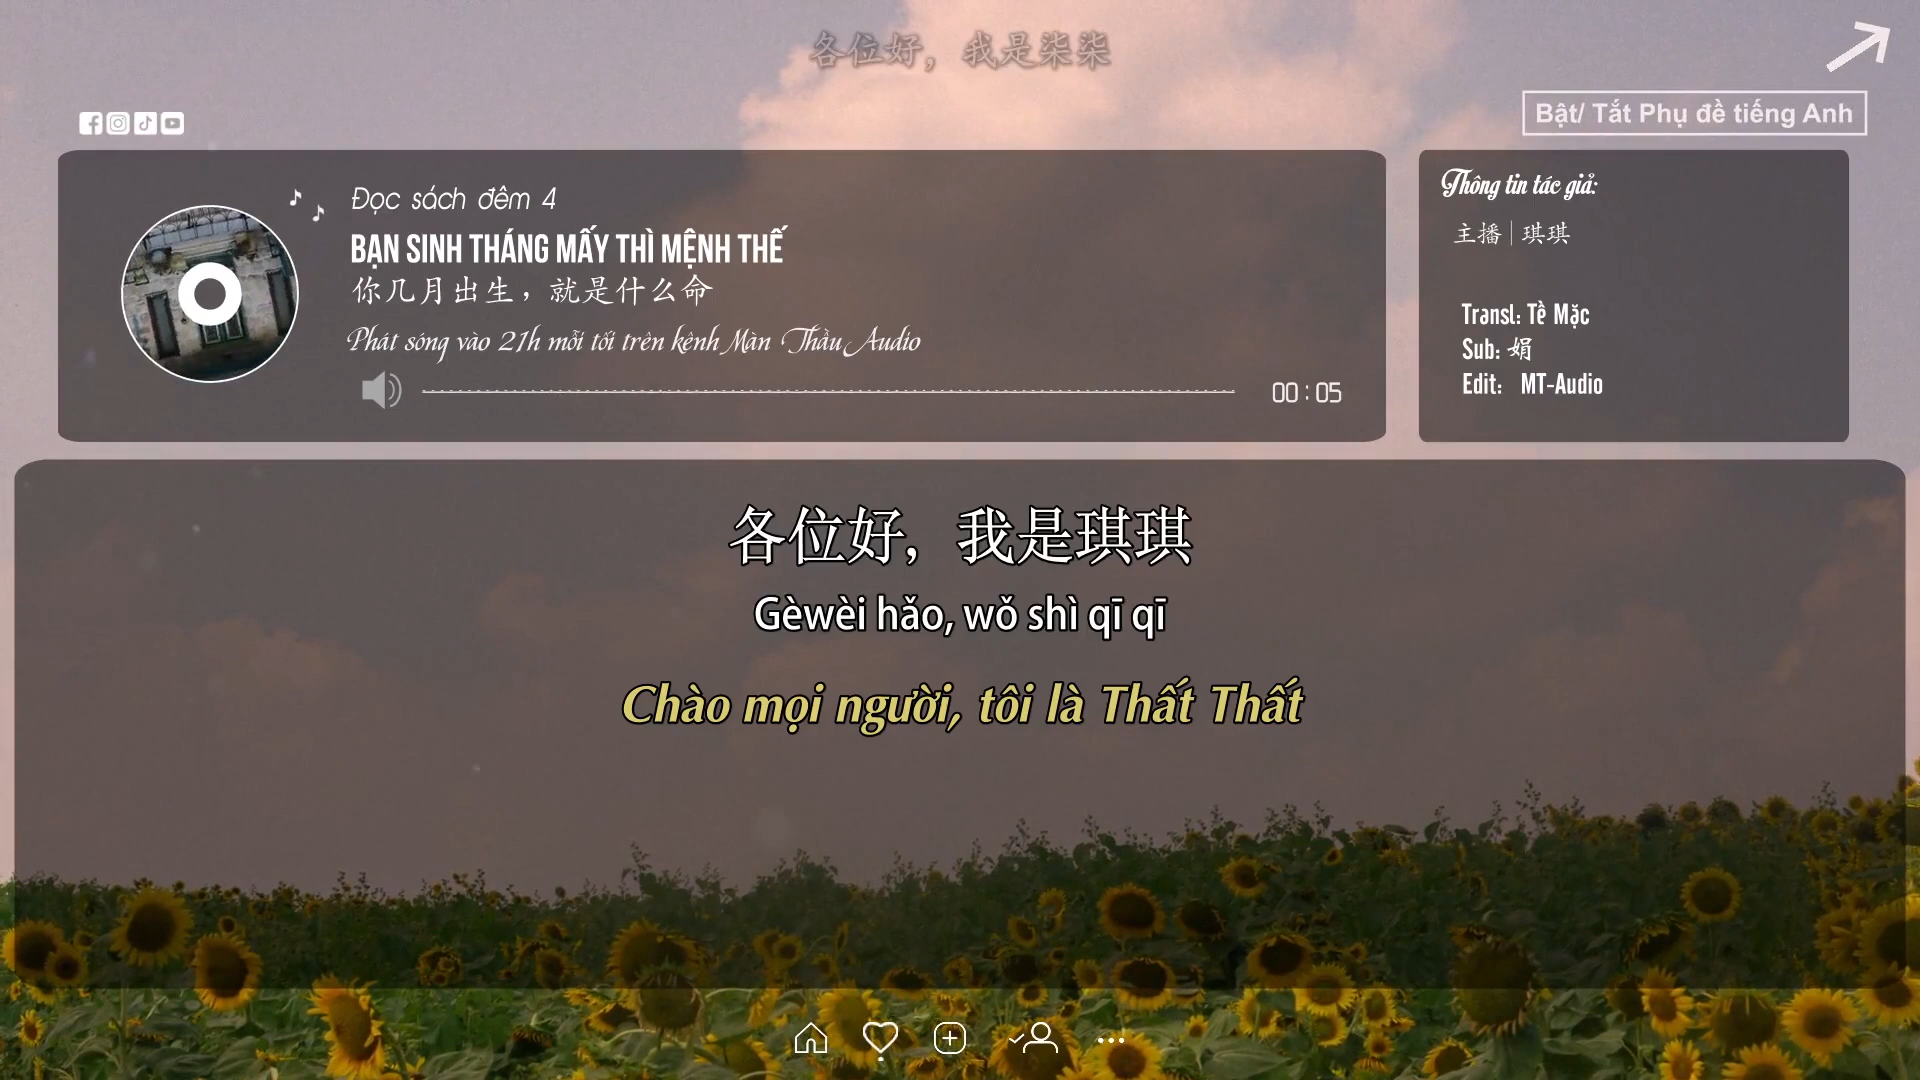 各位好，我是柒柒
Bật/ Tắt Phụ đề tiếng Anh
Đọc sách đêm 4
BẠN SINH THÁNG MẤY THÌ MỆNH THẾ
你几月出生，就是什么命
Phát sóng vào 21h mỗi tối trên kênh Màn Thầu Audio
00:05
Thông tin tác giả:
主播|琪琪
Transl: Tề Mặc
Sub: 娟
Edit: MT-Audio
各位好，我是琪琪
Gèwèi hǎo, wǒ shì qī qī
Chào mọi người, tôi là Thất Thất